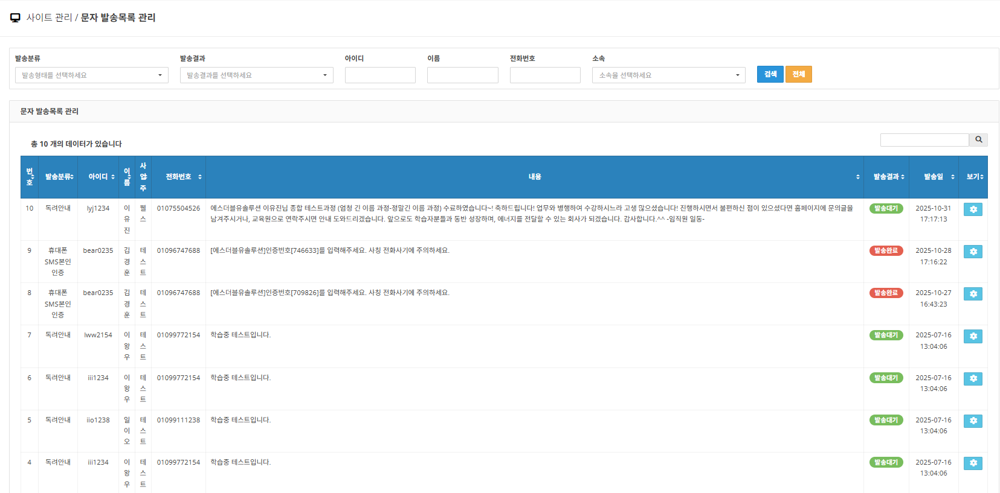 사이트 관리 / 문자 발송목록 관리
발송분류 발송결과 아이디 이름 전화번호 소속
발송형태를 선택하세요 발송결과를 선택하세요 소속을 선택하세요 검색 전체
문자 발송목록 관리
총 10 개의 데이터가 있습니다
번호 발송분류 아이디 이름 사업주 전화번호 내용 발송결과 발송일 보기
10 독려안내 lyj1234 이유진 웰스 01075504526 에스더블유솔루션 이유진님 종합 테스트과정 (엄청 긴 이름 과정-정말긴 이름 과정) 수료하였습니다~! 축하드립니다! 업무와 병행하여 수강하시느라 고생 많으셨습니다! 진행하시면서 불편하신 점이 있으셨다면 홈페이지에 문의글을 발송대기 2025-10-31
남겨주시거나, 교육원으로 연락주시면 안내 도와드리겠습니다. 앞으로도 학습자분들과 동반 성장하며, 에너지를 전달할 수 있는 회사가 되겠습니다. 감사합니다.^^ -임직원 일동- 17:17:13
9 휴대폰 bear0235 김경훈 테스트 01096747688 [에스더블유솔루션]인증번호[746633]를 입력해주세요. 사칭 전화사기에 주의하세요. 발송완료 2025-10-28
SMS본인 17:16:22
인증
8 휴대폰 bear0235 김경훈 테스트 01096747688 [에스더블유솔루션]인증번호[709826]를 입력해주세요. 사칭 전화사기에 주의하세요. 발송완료 2025-10-27
SMS본인 16:43:23
인증
7 독려안내 lww2154 이왕우 테스트 01099772154 학습중 테스트입니다. 발송대기 2025-07-16
13:04:06
6 독려안내 iii1234 이왕우 테스트 01099772154 학습중 테스트입니다. 발송대기 2025-07-16
13:04:06
5 독려안내 iio1238 일이오 테스트 01099111238 학습중 테스트입니다. 발송대기 2025-07-16
13:04:06
4 독려안내 iii1234 이왕우 테스트 01099772154 학습중 테스트입니다. 발송대기 2025-07-16
13:04:06